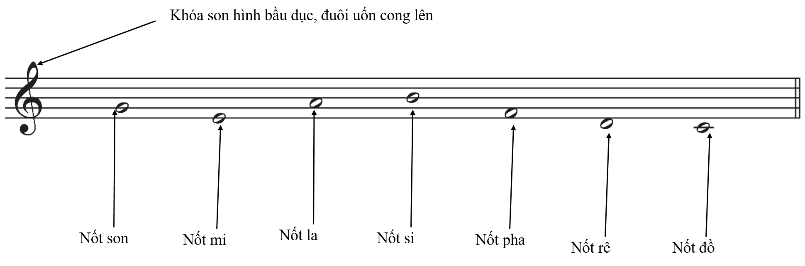 Khóa son hình bầu dục, đuôi uốn cong lên
Nốt son
Nốt mi
Nốt la
Nốt si
Nốt pha
Nốt rê
Nốt đồ